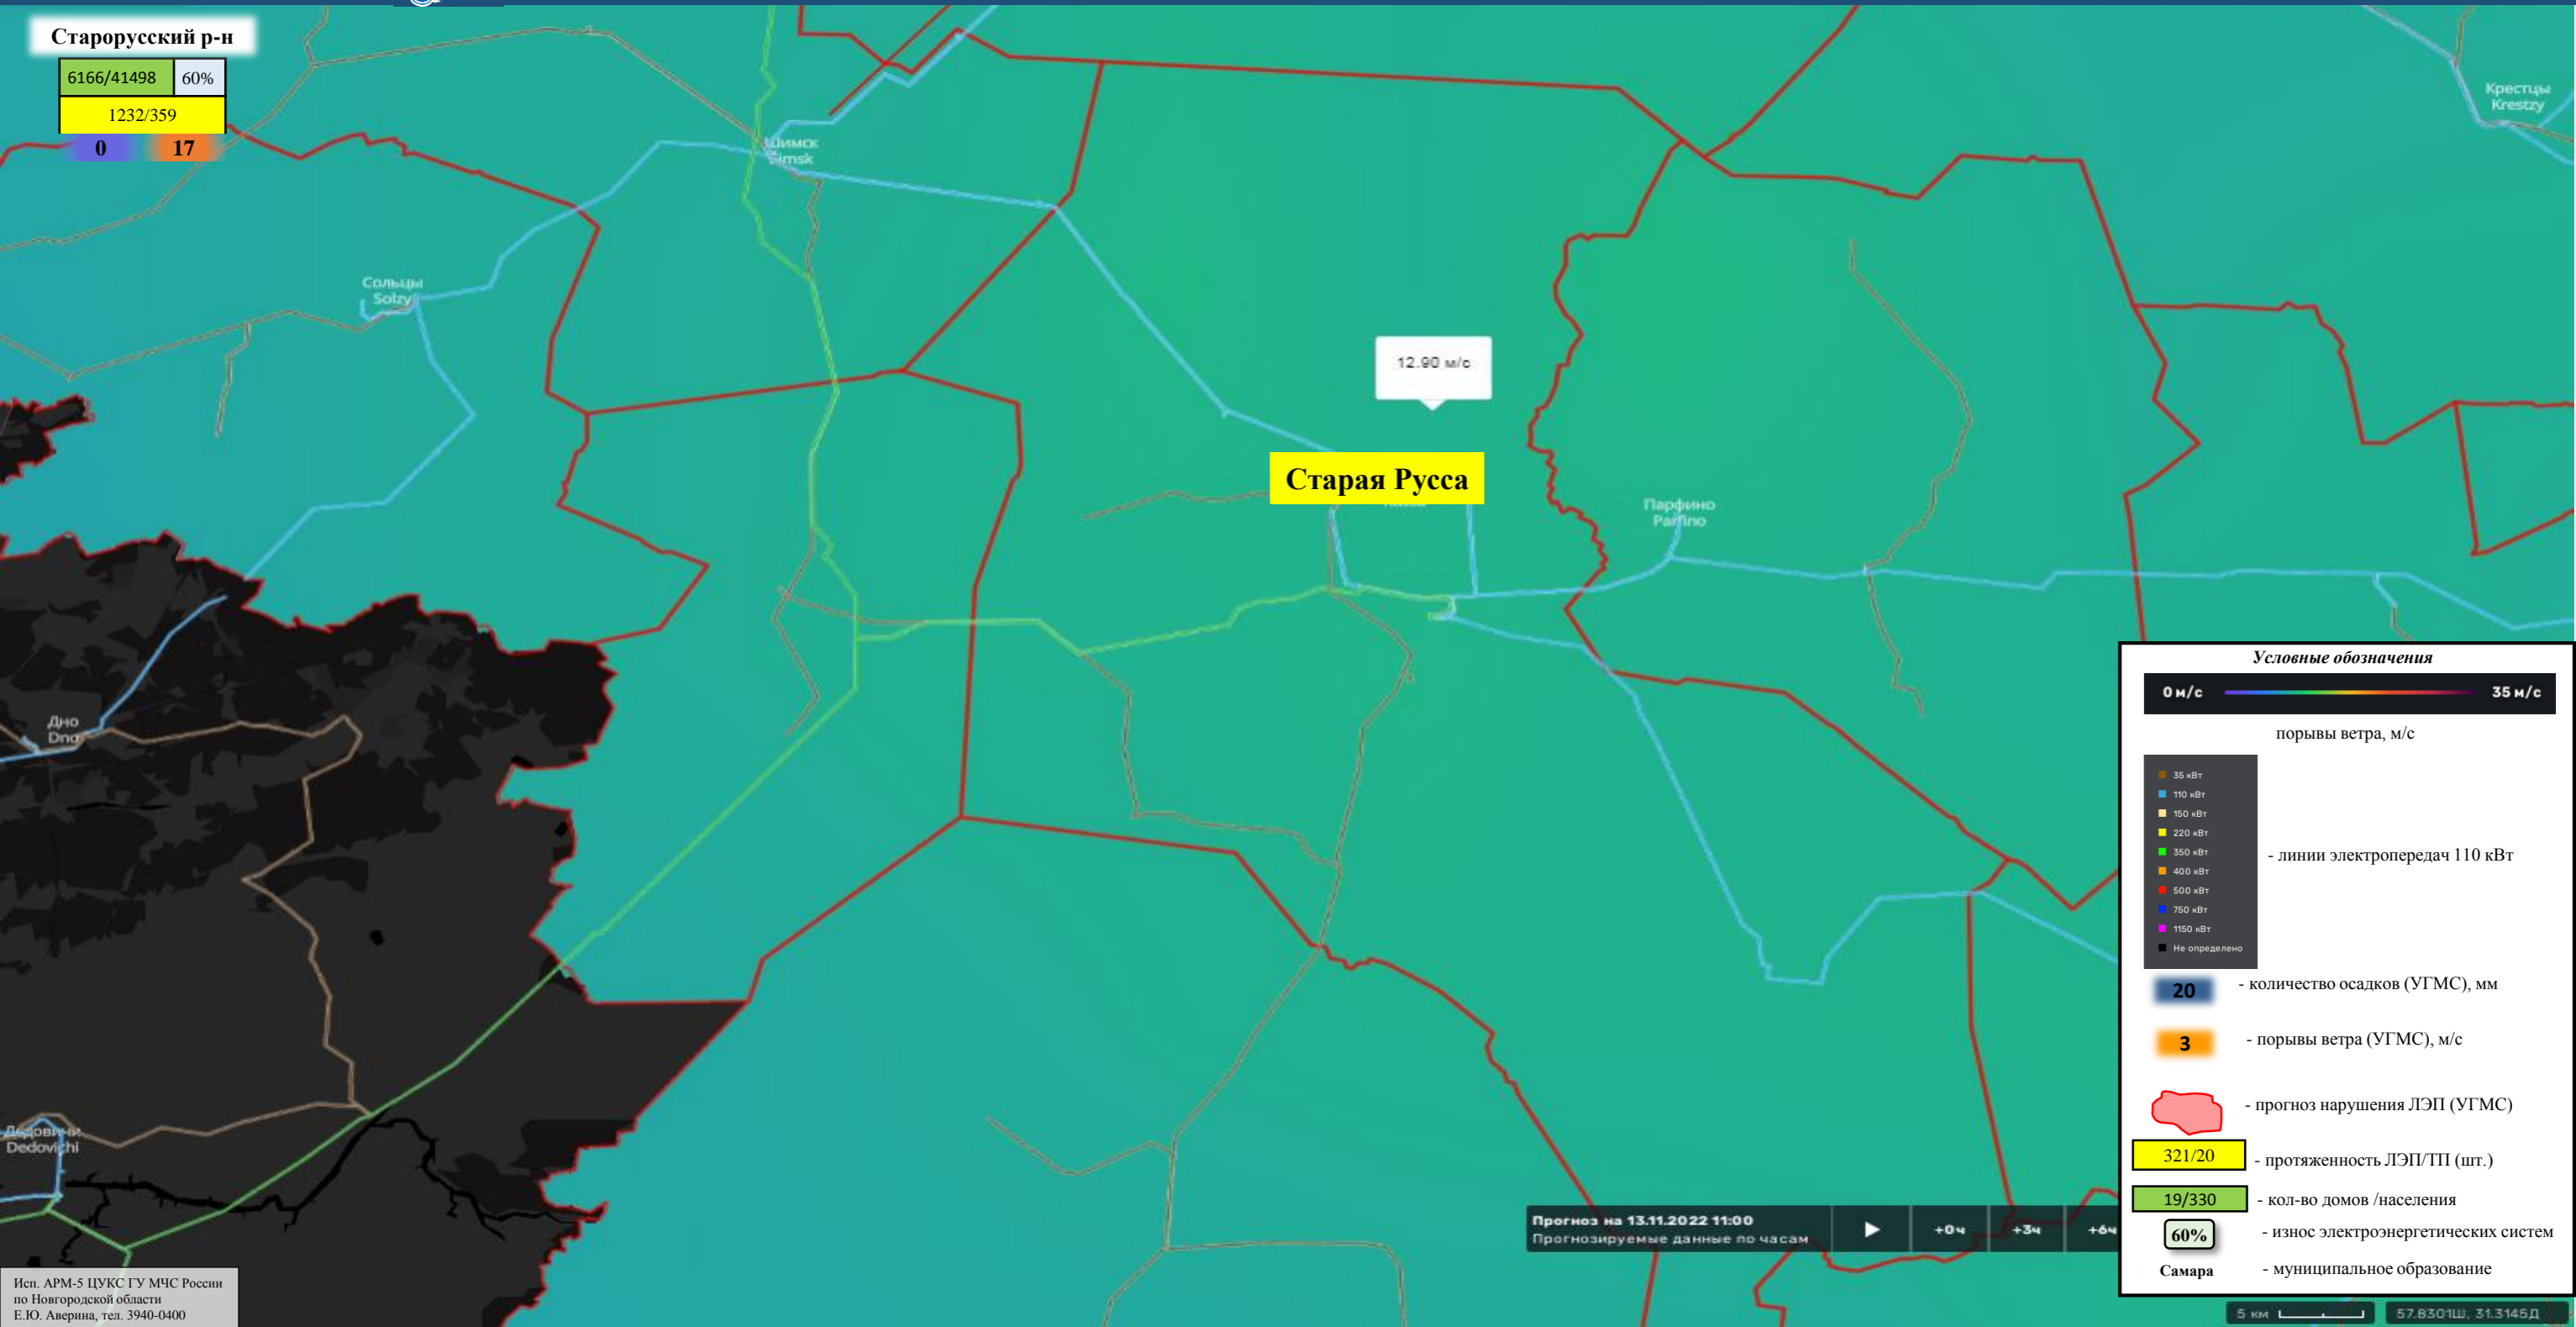 Старорусский р-н
6166/41498 60%
1232/359
0 17
Крестцы
Krestzy
Шимск
Сольцы
Solzy
12.90 м/с
Старая Русса
Парфино
Parfino
Дно
Dno
Дедовичи
Dedovichi
Условные обозначения
0 м/с 35 м/с
порывы ветра, м/с
35 кВт
110 кВт
150 кВт
220 кВт
350 кВт
400 кВт
500 кВт
750 кВт
1150 кВт
Не определено
- линии электропередач 110 кВт
20 - количество осадков (УГМС), мм
3 - порывы ветра (УГМС), м/с
- прогноз нарушения ЛЭП (УГМС)
321/20 - протяженность ЛЭП/ТП (шт.)
19/330 - кол-во домов /населения
60% - износ электроэнергетических систем
Самара - муниципальное образование
Прогноз на 13.11.2022 11:00
Прогнозируемые данные по часам
+0ч +3ч +6ч
Исп. АРМ-5 ЦУКС ГУ МЧС России
по Новгородской области
Е.Ю. Аверина, тел. 3940-0400
5 км 57.8301Ш, 31.3145Д